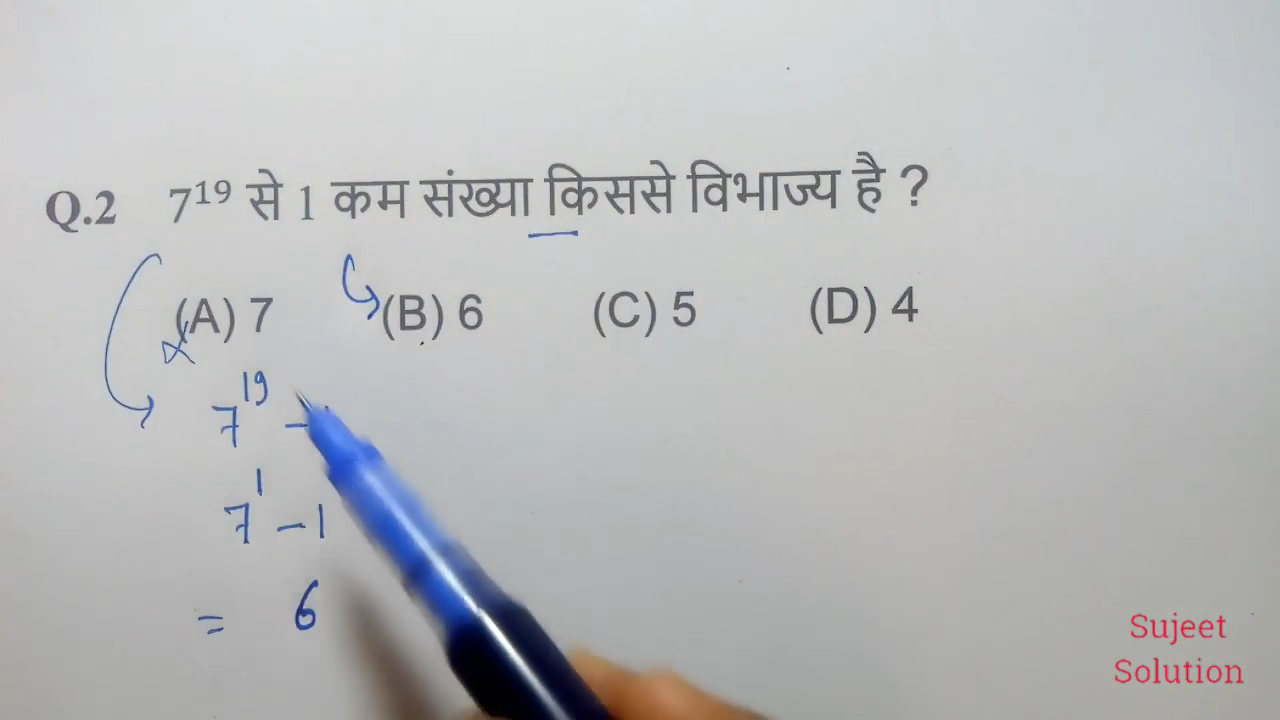 Q.2 7¹⁹ से 1 कम संख्या किससे विभाज्य है ?
(A) 7 (B) 6 (C) 5 (D) 4
7¹⁹ -
7¹ - 1
= 6
Sujeet
Solution